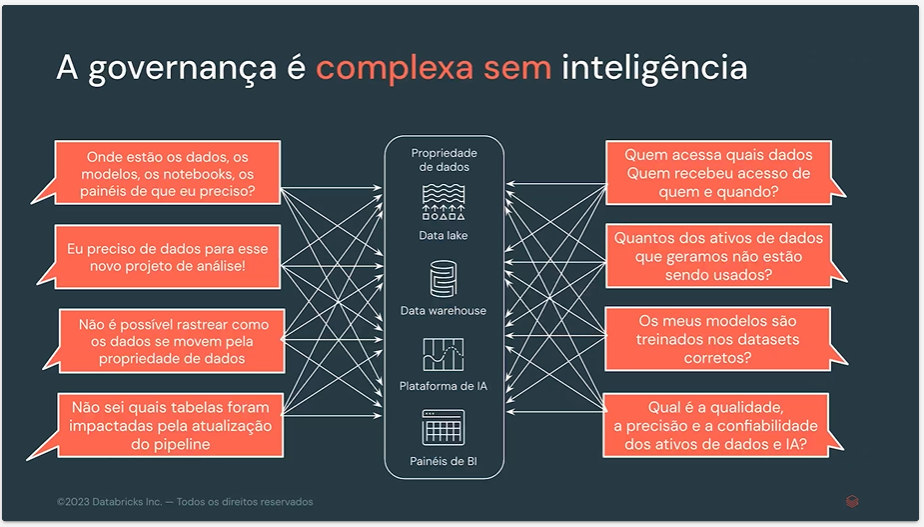 A governança é complexa sem inteligência
Onde estão os dados, os
modelos, os notebooks, os
painéis de que eu preciso?
Eu preciso de dados para esse
novo projeto de análise!
Não é possível rastrear como
os dados se movem pela
propriedade de dados
Não sei quais tabelas foram
impactadas pela atualização
do pipeline
Propriedade
de dados
Data lake
Data warehouse
Plataforma de IA
Painéis de BI
Quem acessa quais dados
Quem recebeu acesso de
quem e quando?
Quantos dos ativos de dados
que geramos não estão
sendo usados?
Os meus modelos são
treinados nos datasets
corretos?
Qual é a qualidade,
a precisão e a confiabilidade
dos ativos de dados e IA?
©2023 Databricks Inc. — Todos os direitos reservados